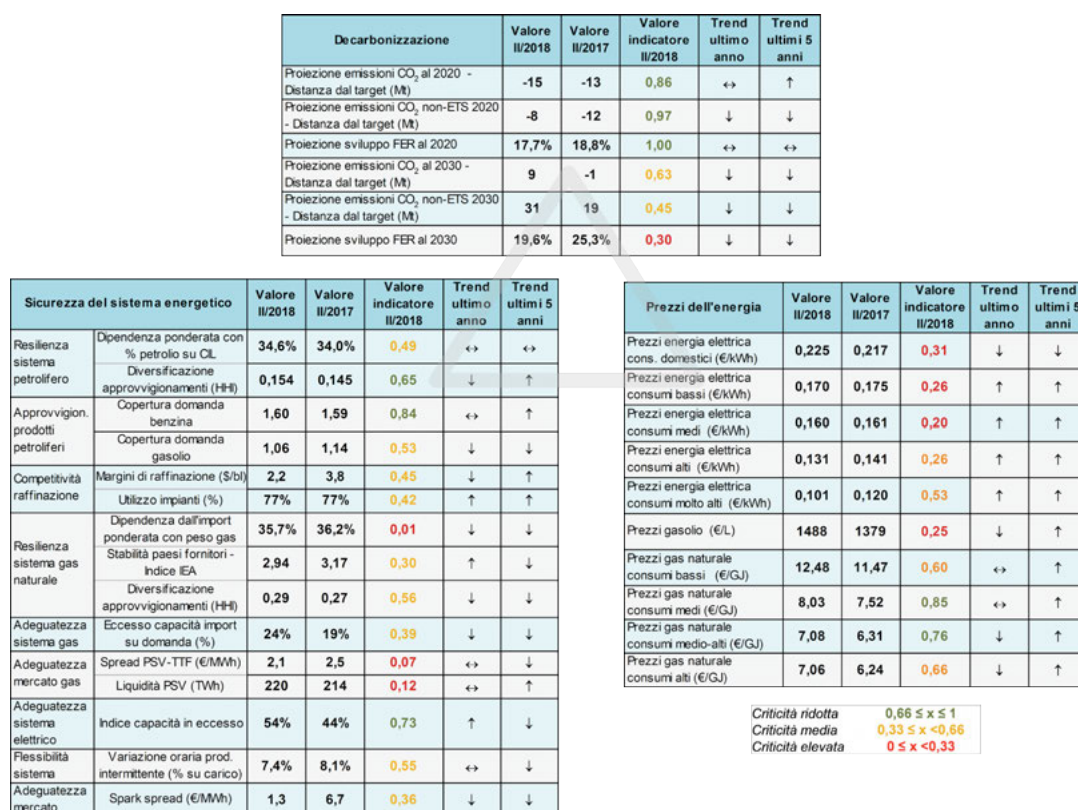 Decarbonizzazione Valore II/2018 Valore II/2017 Valore indicatore II/2018 Trend ultimo anno Trend ultimi 5 anni
Proiezione emissioni CO2 al 2020 - Distanza dal target (Mt) -15 -13 0,86 ↔ ↑
Proiezione emissioni CO2 non-ETS 2020 - Distanza dal target (Mt) -8 -12 0,97 ↓ ↓
Proiezione sviluppo FER al 2020 17,7% 18,8% 1,00 ↔ ↔
Proiezione emissioni CO2 al 2030 - Distanza dal target (Mt) 9 -1 0,63 ↓ ↓
Proiezione emissioni CO2 non-ETS 2030 - Distanza dal target (Mt) 31 19 0,45 ↓ ↓
Proiezione sviluppo FER al 2030 19,6% 25,3% 0,30 ↓ ↓
Sicurezza del sistema energetico Valore II/2018 Valore II/2017 Valore indicatore II/2018 Trend ultimo anno Trend ultimi 5 anni
Resilienza sistema petrolifero Dipendenza ponderata con % petrolio su CIL 34,6% 34,0% 0,49 ↔ ↔
Diversificazione approvvigionamenti (HHI) 0,154 0,145 0,65 ↓ ↑
Approvvigion. prodotti petroliferi Copertura domanda benzina 1,60 1,59 0,84 ↔ ↑
Copertura domanda gasolio 1,06 1,14 0,53 ↓ ↓
Competitività raffinazione Margini di raffinazione ($/bl) 2,2 3,8 0,45 ↓ ↑
Utilizzo impianti (%) 77% 77% 0,42 ↑ ↑
Resilienza sistema gas naturale Dipendenza dall'import ponderata con peso gas 35,7% 36,2% 0,01 ↓ ↓
Stabilità paesi fornitori - Indice IEA 2,94 3,17 0,30 ↑ ↓
Diversificazione approvvigionamenti (HHI) 0,29 0,27 0,56 ↓ ↓
Adeguatezza sistema gas Eccesso capacità import su domanda (%) 24% 19% 0,39 ↓ ↓
Adeguatezza mercato gas Spread PSV-TTF (€/MWh) 2,1 2,5 0,07 ↔ ↓
Liquidità PSV (TWh) 220 214 0,12 ↔ ↑
Adeguatezza sistema elettrico Indice capacità in eccesso 54% 44% 0,73 ↑ ↓
Flessibilità sistema Variazione oraria prod. intermittente (% su carico) 7,4% 8,1% 0,55 ↔ ↓
Adeguatezza mercato Spark spread (€/MWh) 1,3 6,7 0,36 ↓ ↓
Prezzi dell'energia Valore II/2018 Valore II/2017 Valore indicatore II/2018 Trend ultimo anno Trend ultimi 5 anni
Prezzi energia elettrica cons. domestici (€/kWh) 0,225 0,217 0,31 ↓ ↓
Prezzi energia elettrica consumi bassi (€/kWh) 0,170 0,175 0,26 ↑ ↑
Prezzi energia elettrica consumi medi (€/kWh) 0,160 0,161 0,20 ↑ ↑
Prezzi energia elettrica consumi alti (€/kWh) 0,131 0,141 0,26 ↑ ↑
Prezzi energia elettrica consumi molto alti (€/kWh) 0,101 0,120 0,53 ↑ ↑
Prezzi gasolio (€/L) 1488 1379 0,25 ↓ ↑
Prezzi gas naturale consumi bassi (€/GJ) 12,48 11,47 0,60 ↔ ↑
Prezzi gas naturale consumi medi (€/GJ) 8,03 7,52 0,85 ↔ ↑
Prezzi gas naturale consumi medio-alti (€/GJ) 7,08 6,31 0,76 ↓ ↑
Prezzi gas naturale consumi alti (€/GJ) 7,06 6,24 0,66 ↓ ↑
Criticità ridotta 0,66 ≤ x ≤ 1
Criticità media 0,33 ≤ x <0,66
Criticità elevata 0 ≤ x <0,33